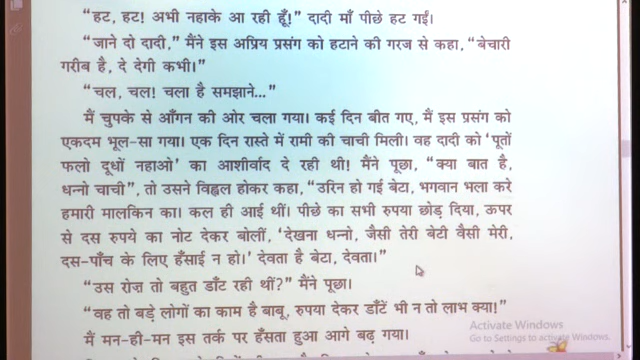 “हट, हट! अभी नहाके आ रही हूँ!” दादी माँ पीछे हट गईं।
“जाने दो दादी,” मैंने इस अप्रिय प्रसंग को हटाने की गरज से कहा, “बेचारी
गरीब है, दे देगी कभी।”
“चल, चल! चला है समझाने...”
मैं चुपके से आँगन की ओर चला गया। कई दिन बीत गए, मैं इस प्रसंग को
एकदम भूल-सा गया। एक दिन रास्ते में रामी की चाची मिली। वह दादी को ‘पूतों
फलो दूधों नहाओ’ का आशीर्वाद दे रही थी! मैंने पूछा, “क्या बात है,
धन्नो चाची”, तो उसने विह्वल होकर कहा, “उरिन हो गई बेटा, भगवान भला करे
हमारी मालकिन का। कल ही आई थीं। पीछे का सभी रुपया छोड़ दिया, ऊपर
से दस रुपये का नोट देकर बोलीं, ‘देखना धन्नो, जैसी तेरी बेटी वैसी मेरी,
दस-पाँच के लिए हँसाई न हो।’ देवता है बेटा, देवता।”
“उस रोज़ तो बहुत डाँट रही थीं?” मैंने पूछा।
“वह तो बड़े लोगों का काम है बाबू, रुपया देकर डाँटें भी न तो लाभ क्या!”
मैं मन-ही-मन इस तर्क पर हँसता हुआ आगे बढ़ गया।
Activate Windows
Go to Settings to activate Windows.